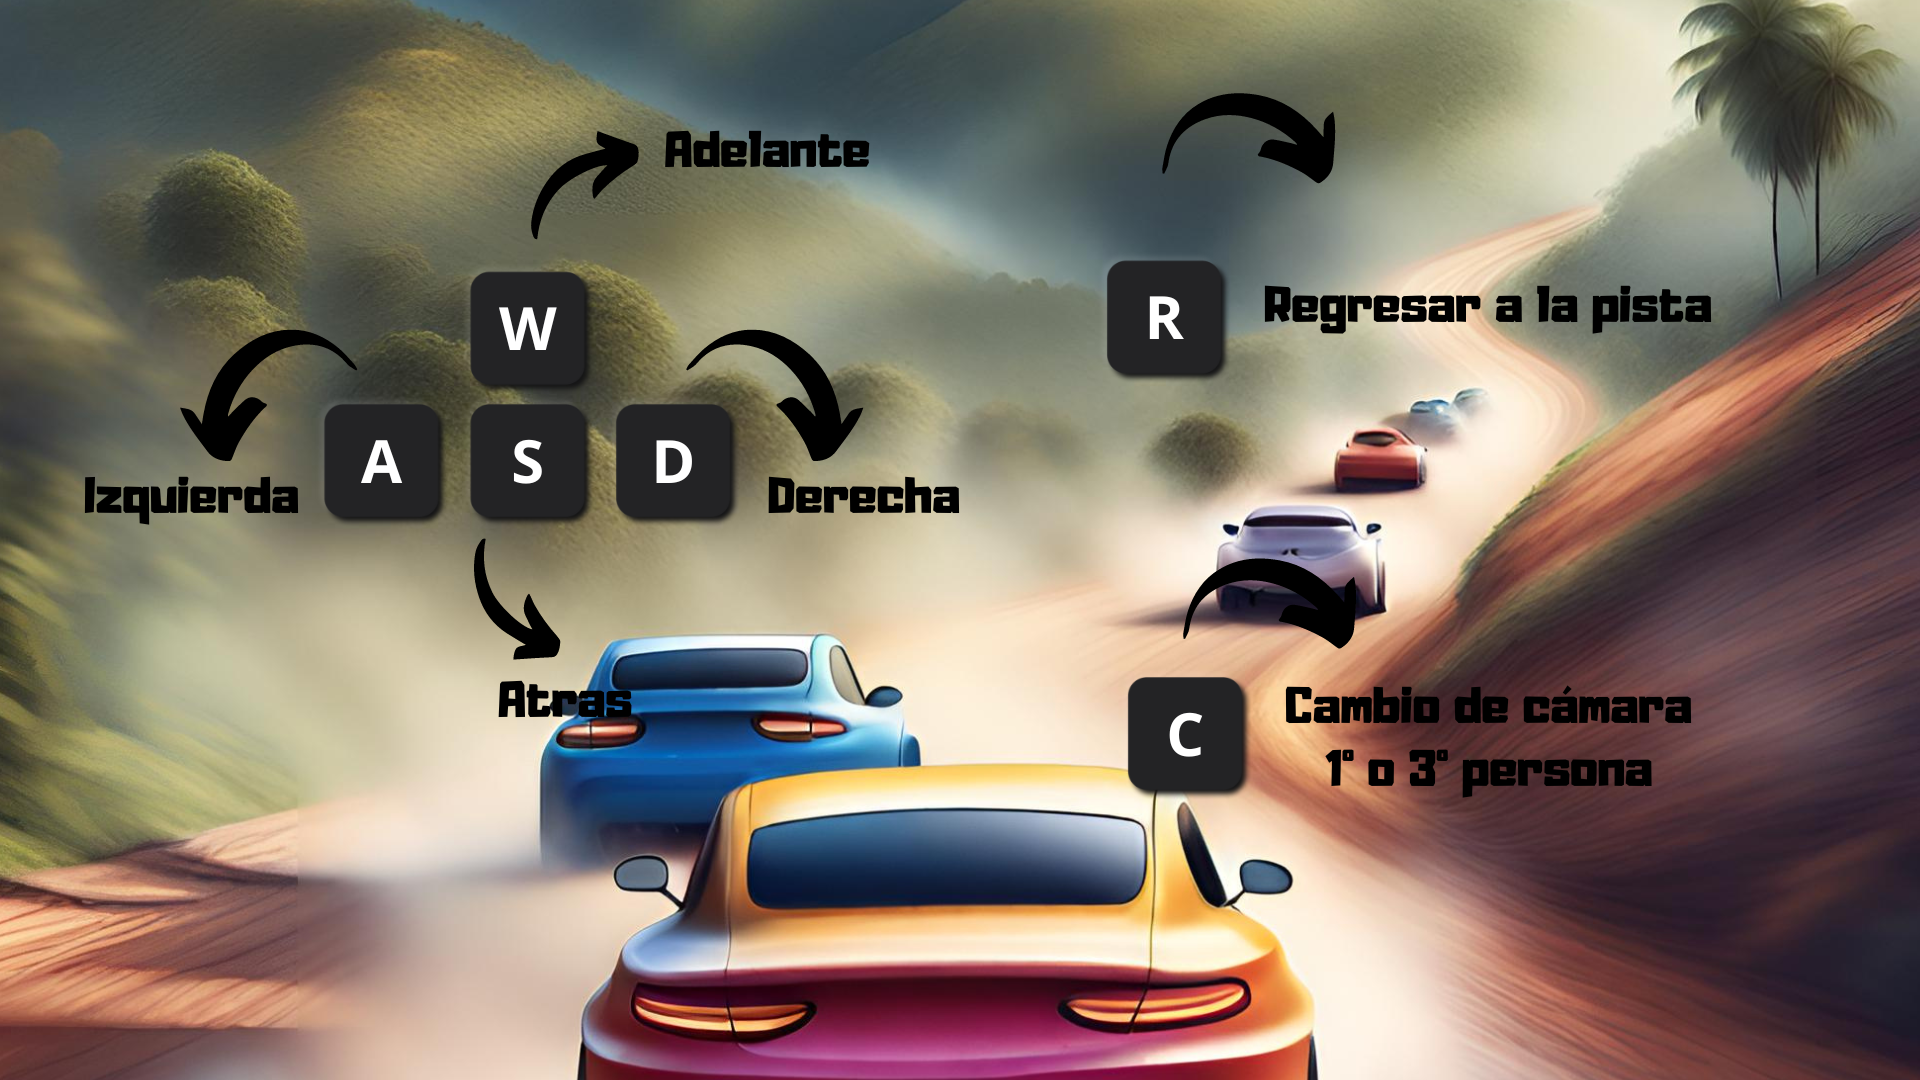 Adelante
W
A
S
D
Izquierda
Derecha
Atras
R
Regresar a la pista
C
Cambio de cámara
1° o 3° persona